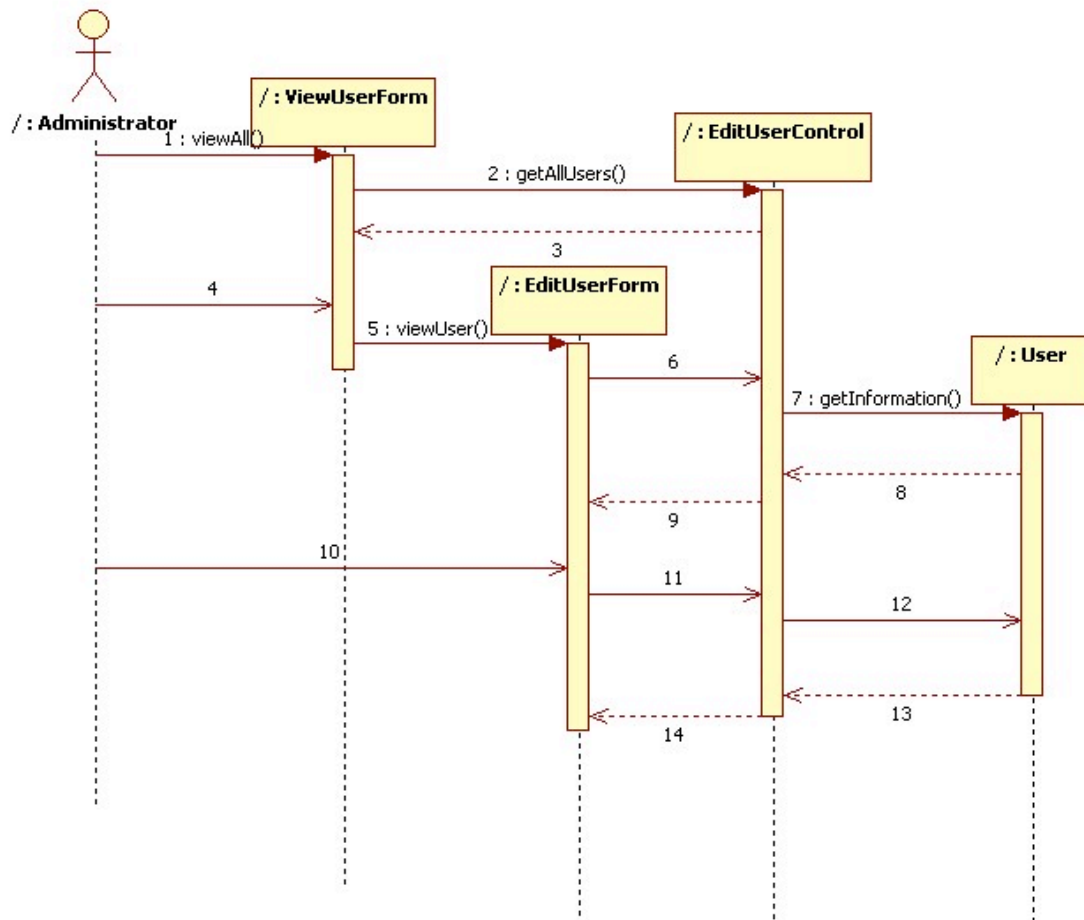 / : ViewUserForm
/ : Administrator
/ : EditUserControl
1 : viewAll()
2 : getAllUsers()
3
/ : EditUserForm
4
5 : viewUser()
/ : User
6
7 : getInformation()
8
9
10
11
12
13
14